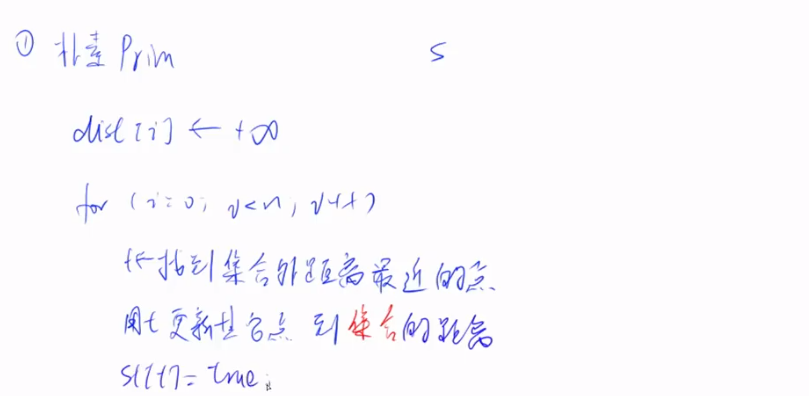 ① 朴素 Prim S
dist[i] ← +∞
for (i=0; i<n; i++)
t←找到集合外距离最近的点
用t更新其它点到集合的距离
st[t]=true;